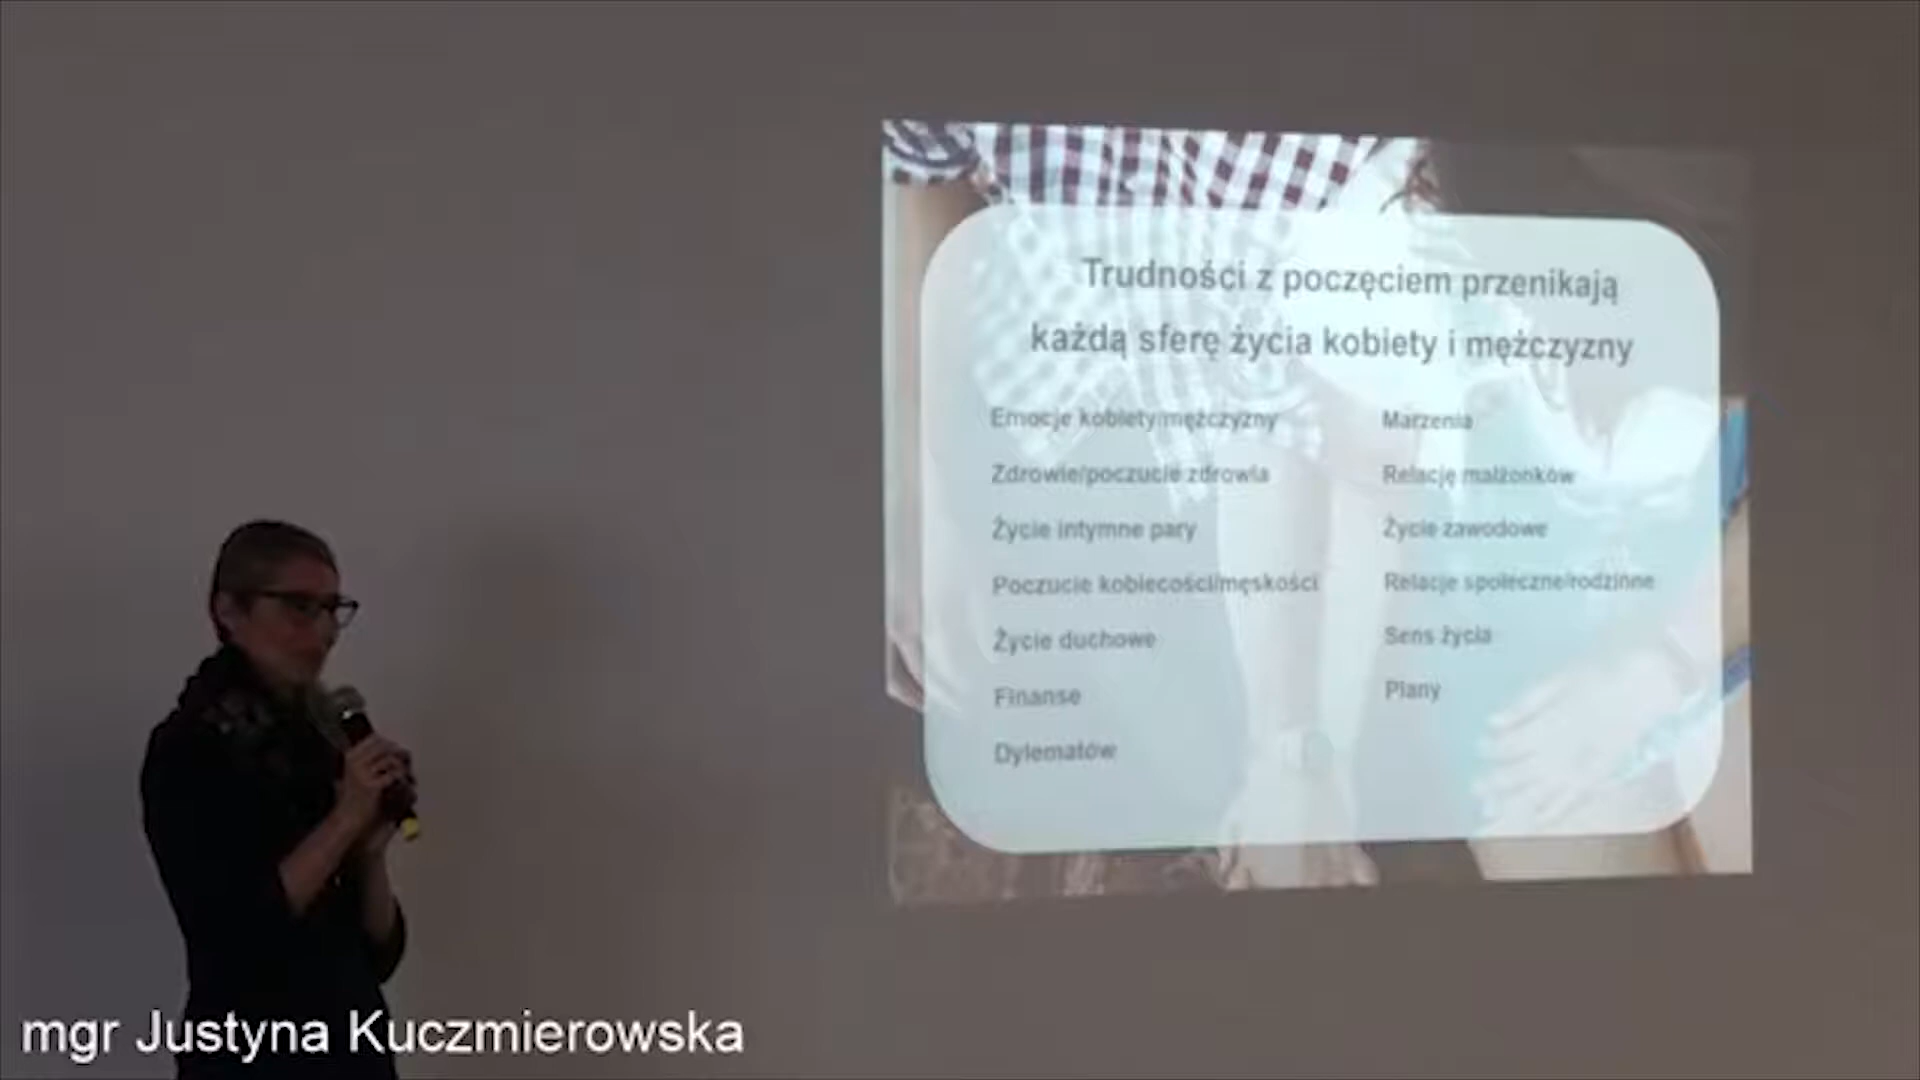 Trudności z poczęciem przenikają
każdą sferę życia kobiety i mężczyzny
Emocje kobiety/mężczyzny
Zdrowie/poczucie zdrowia
Życie intymne pary
Poczucie kobiecości/męskości
Życie duchowe
Finanse
Dylematów
Marzenia
Relację małżonków
Życie zawodowe
Relacje społeczne/rodzinne
Sens życia
Plany
mgr Justyna Kuczmierowska